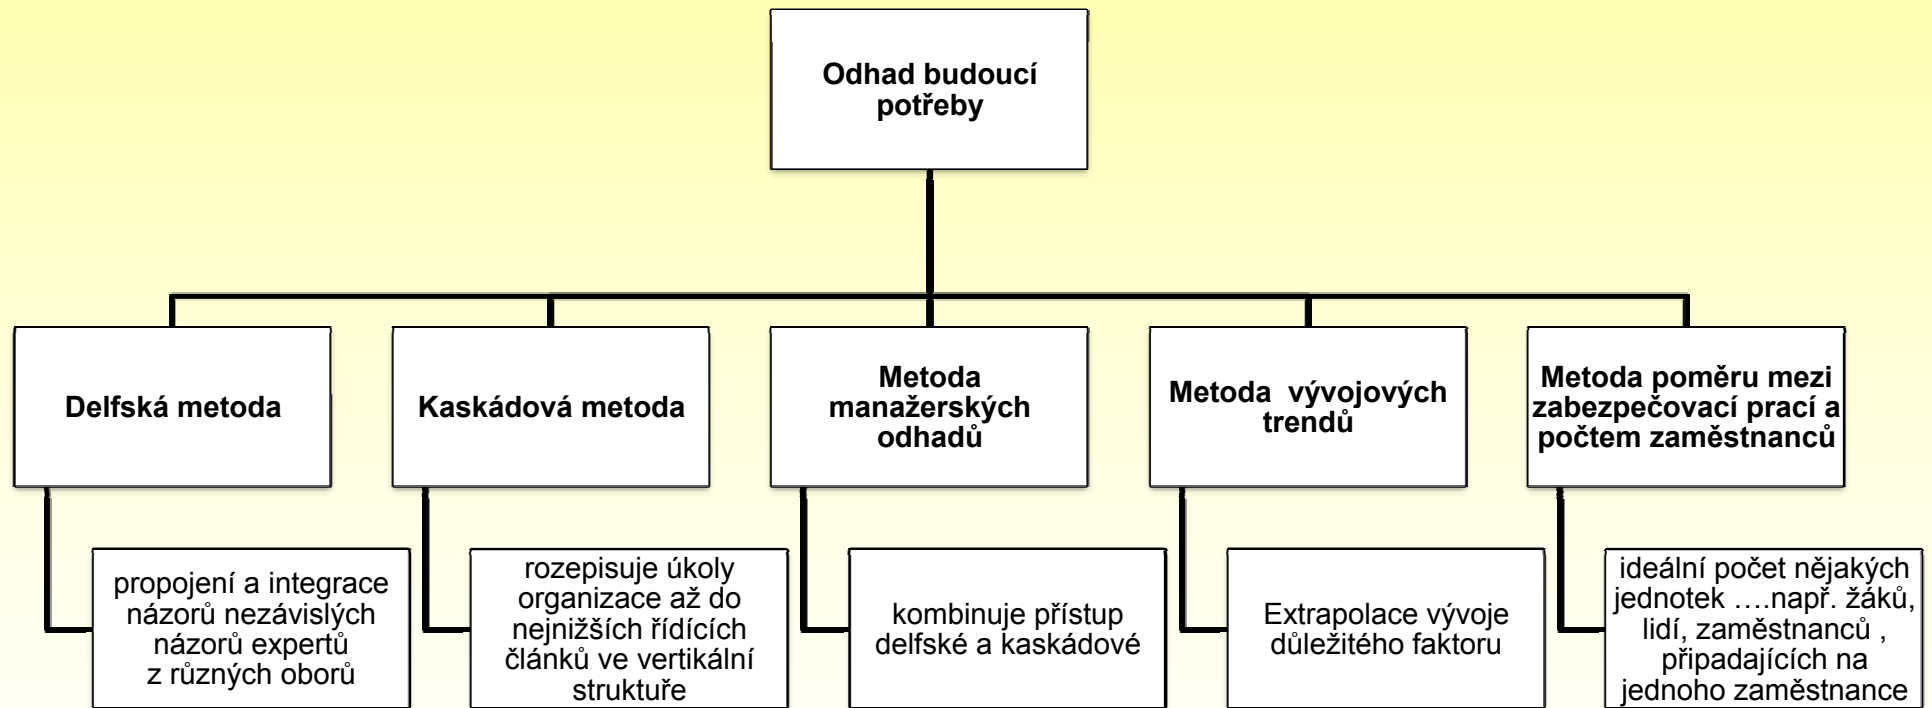 Odhad budoucí
potřeby
Delfská metoda
Kaskádová metoda
Metoda
manažerských
odhadů
Metoda  vývojových
trendů
Metoda poměru mezi
zabezpečovací prací a
počtem zaměstnanců
propojení a integrace
názorů nezávislých
názorů expertů
z různých oborů
rozepisuje úkoly
organizace až do
nejnižších řídících
článků ve vertikální
struktuře
kombinuje přístup
delfské a kaskádové
Extrapolace vývoje
důležitého faktoru
ideální počet nějakých
jednotek ….např. žáků,
lidí, zaměstnanců ,
připadajících na
jednoho zaměstnance